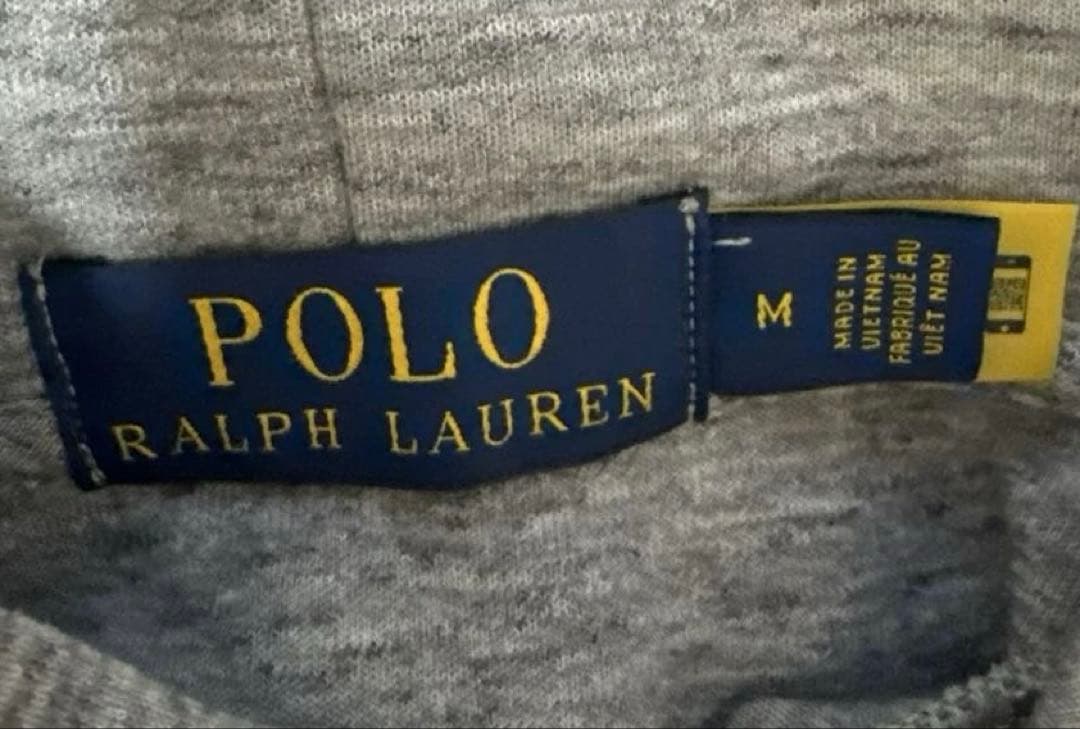 POLO
RALPH LAUREN
M
MADE IN
VIETNAM
FABRIQUÉ AU
VIÊT NAM